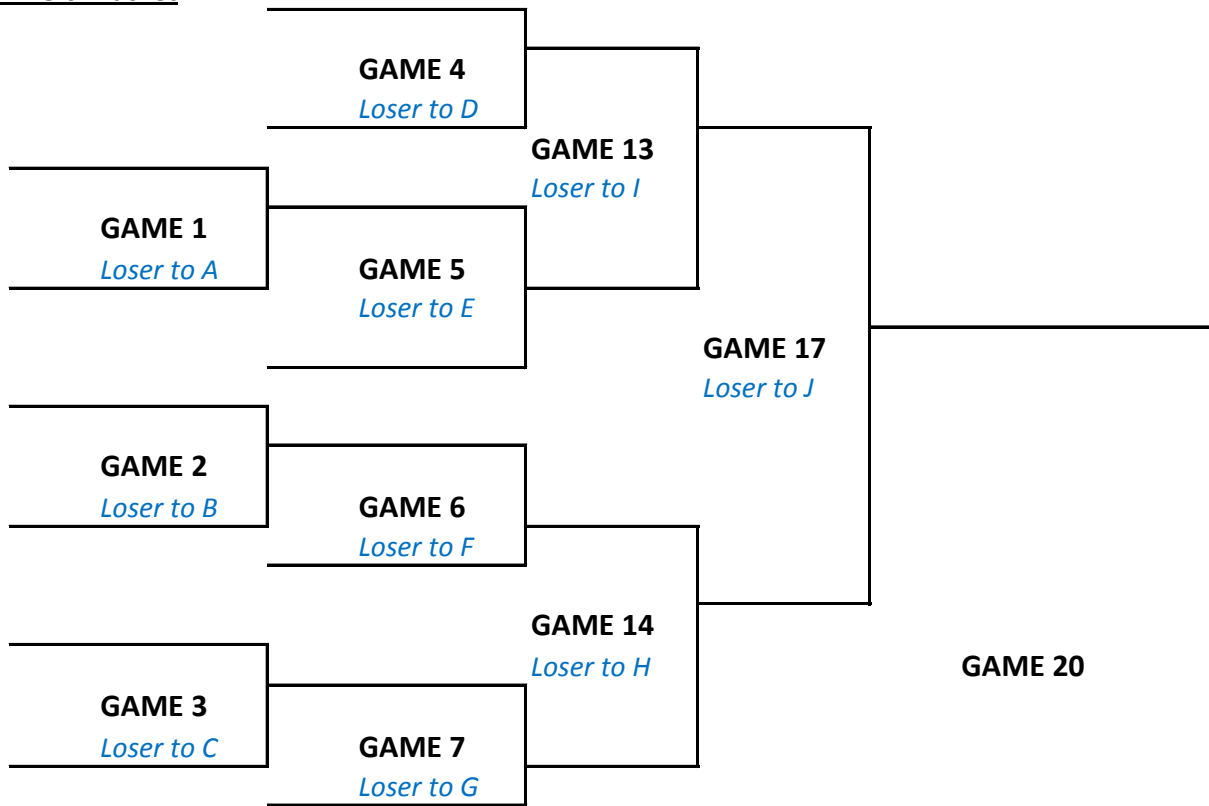 GAME 4
Loser to D
GAME 13
Loser to I
GAME 1
Loser to A
GAME 5
Loser to E
GAME 17
Loser to J
GAME 2
Loser to B
GAME 6
Loser to F
GAME 14
Loser to H
GAME 20
GAME 3
Loser to C
GAME 7
Loser to G